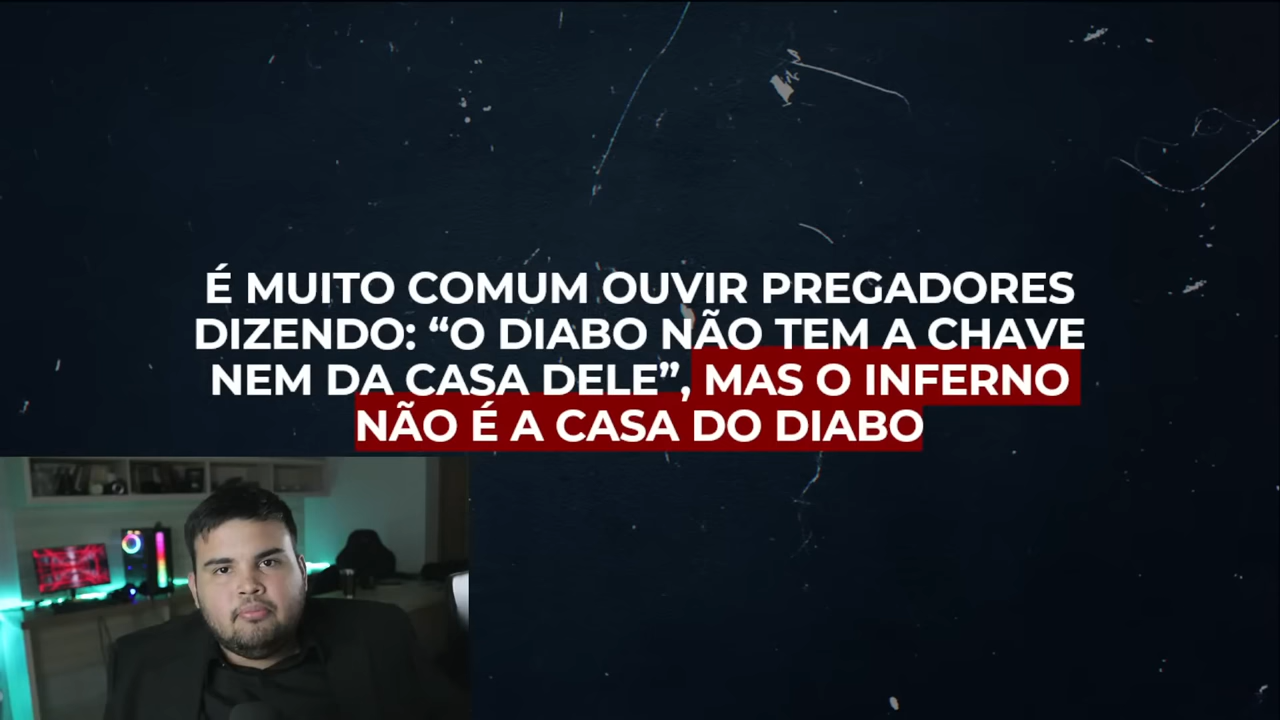 É MUITO COMUM OUVIR PREGADORES
DIZENDO: “O DIABO NÃO TEM A CHAVE
NEM DA CASA DELE”, MAS O INFERNO
NÃO É A CASA DO DIABO